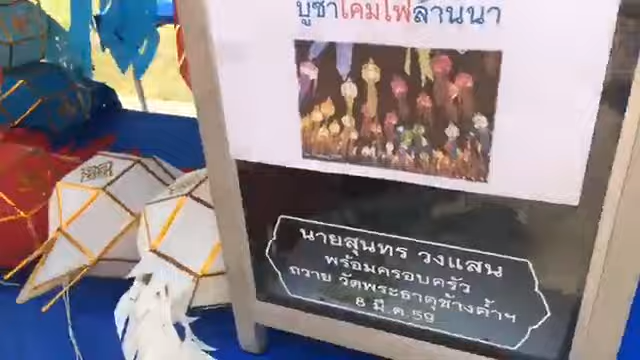 บูชาโคมไฟล้านนา
นายสุนทร วงแสน
พร้อมครอบครัว
ถวาย วัดพระธาตุช้างค้ำฯ
8 มี.ค.59